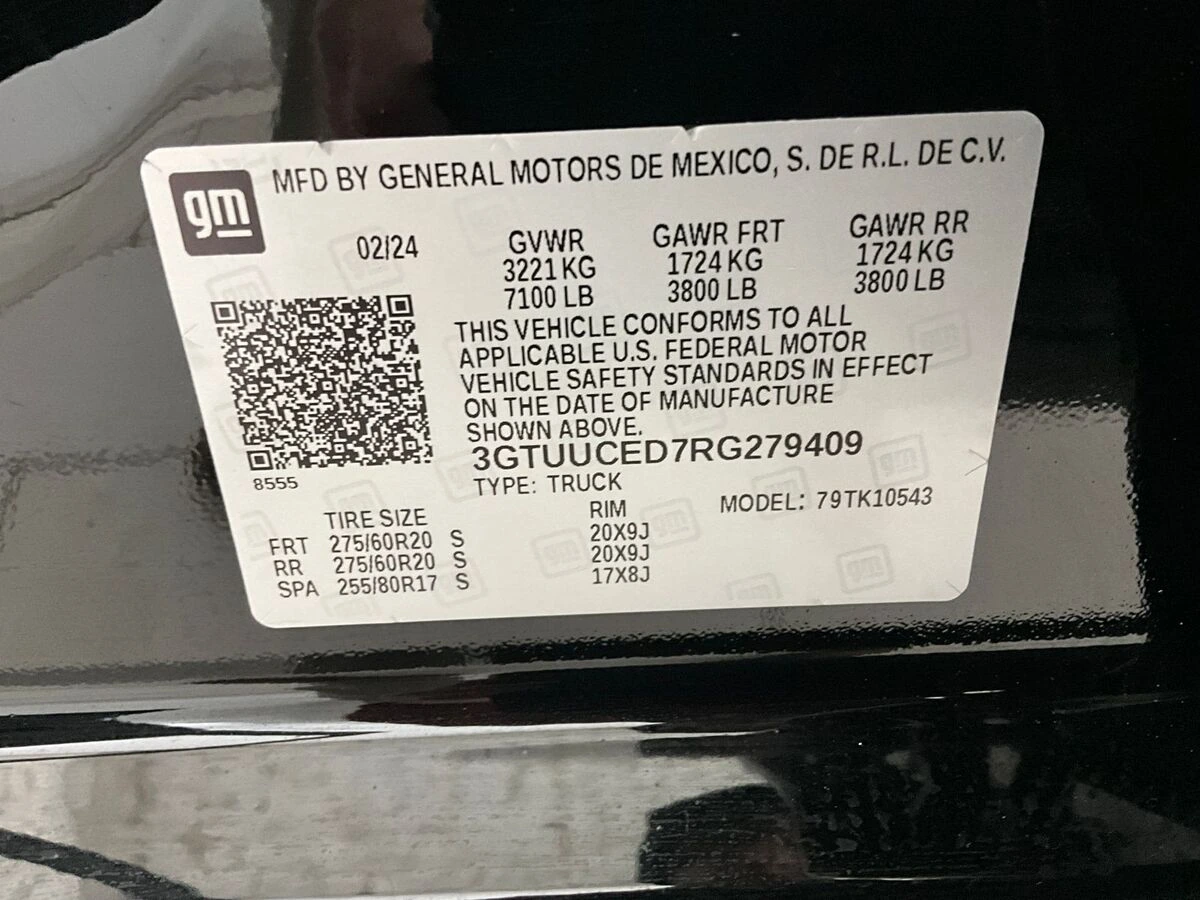 gm
MFD BY GENERAL MOTORS DE MEXICO, S. DE R.L. DE C.V.
02/24
GVWR
3221 KG
7100 LB
GAWR FRT
1724 KG
3800 LB
GAWR RR
1724 KG
3800 LB
THIS VEHICLE CONFORMS TO ALL
APPLICABLE U.S. FEDERAL MOTOR
VEHICLE SAFETY STANDARDS IN EFFECT
ON THE DATE OF MANUFACTURE
SHOWN ABOVE.
3GTUUCED7RG279409
8555
TYPE: TRUCK
MODEL: 79TK10543
TIRE SIZE RIM
FRT 275/60R20 S 20X9J
RR 275/60R20 S 20X9J
SPA 255/80R17 S 17X8J